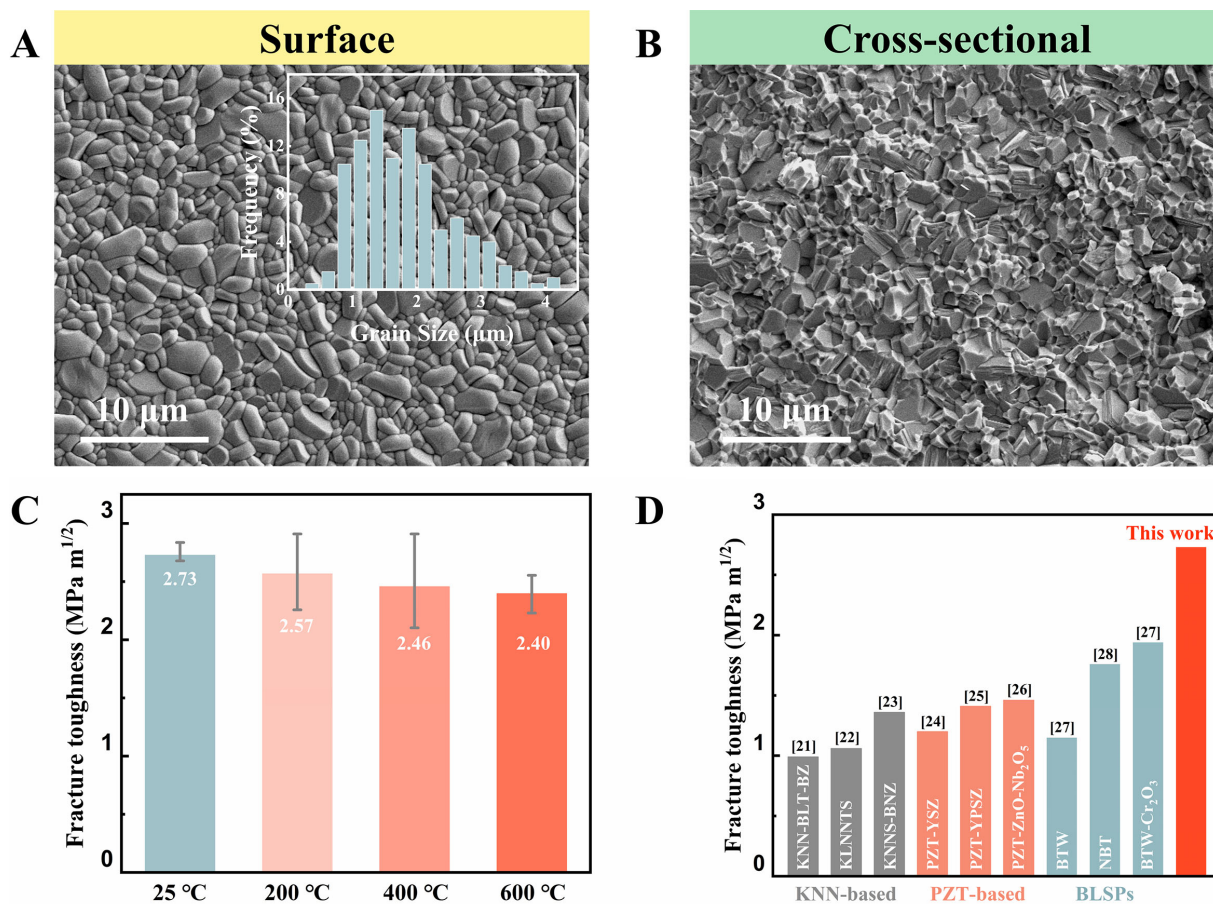 A
Surface
16
12
8
4
0
Frequency (%)
0 1 2 3 4
Grain Size (μm)
10 μm
B
Cross-sectional
10 μm
C
Fracture toughness (MPa m^1/2)
3
2
1
0
2.73
2.57
2.46
2.40
25 °C
200 °C
400 °C
600 °C
D
Fracture toughness (MPa m^1/2)
3
2
1
0
This work
[21]
[22]
[23]
[24]
[25]
[26]
[27]
[28]
[27]
KNN-BLT-BZ
KLNNTS
KNNS-BNZ
PZT-YSZ
PZT-YPSZ
PZT-ZnO-Nb₂O₅
BTW
NBT
BTW-Cr₂O₃
KNN-based
PZT-based
BLSPs